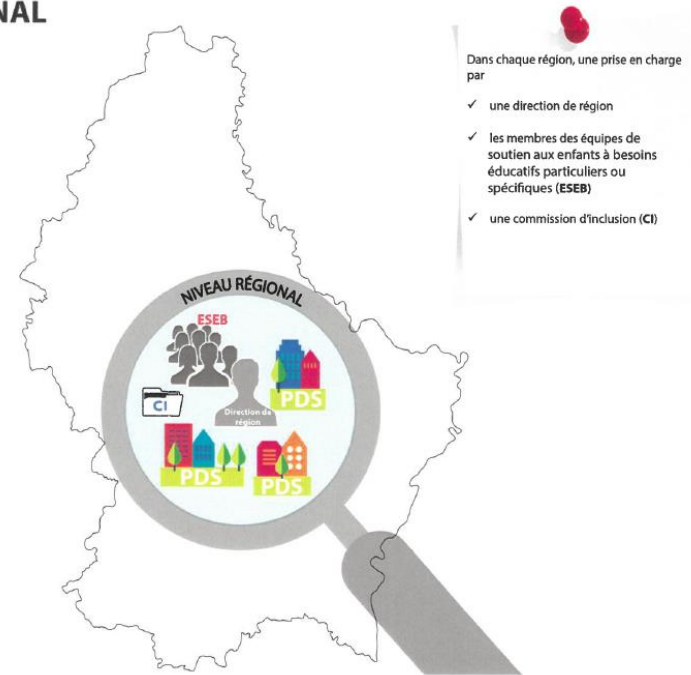 NAL
Dans chaque région, une prise en charge
par
✓ une direction de région
✓ les membres des équipes de
soutien aux enfants à besoins
éducatifs particuliers ou
spécifiques (ESEB)
✓ une commission d'inclusion (CI)
NIVEAU RÉGIONAL
ESEB
CI
Direction de
région
PDS
PDS
PDS